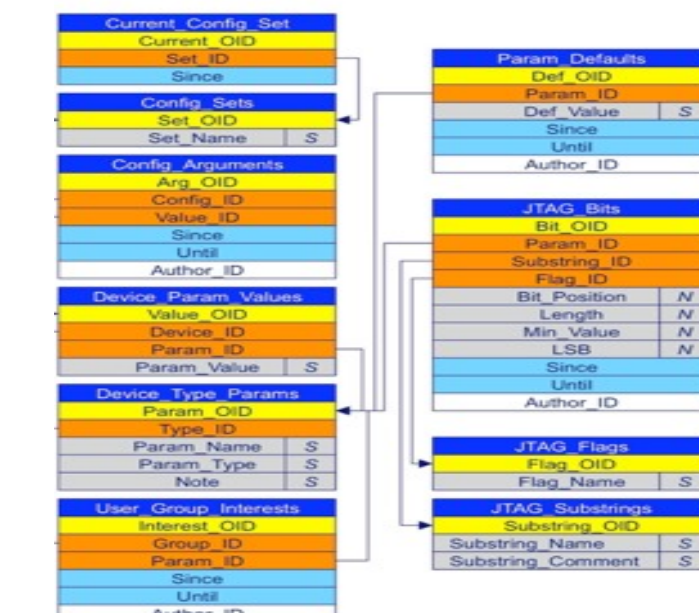 Current_Config_Set
Current_OID
Set_ID
Since
Config_Sets
Set_OID
Set_Name S
Config_Arguments
Arg_OID
Config_ID
Value_ID
Since
Until
Author_ID
Device_Param_Values
Value_OID
Device_ID
Param_ID
Param_Value S
Device_Type_Params
Param_OID
Type_ID
Param_Name S
Param_Type S
Note S
User_Group_Interests
Interest_OID
Group_ID
Param_ID
Since
Until
Author_ID
Param_Defaults
Def_OID
Param_ID
Def_Value S
Since
Until
Author_ID
JTAG_Bits
Bit_OID
Param_ID
Substring_ID
Flag_ID
Bit_Position N
Length N
Min_Value N
LSB N
Since
Until
Author_ID
JTAG_Flags
Flag_OID
Flag_Name S
JTAG_Substrings
Substring_OID
Substring_Name S
Substring_Comment S